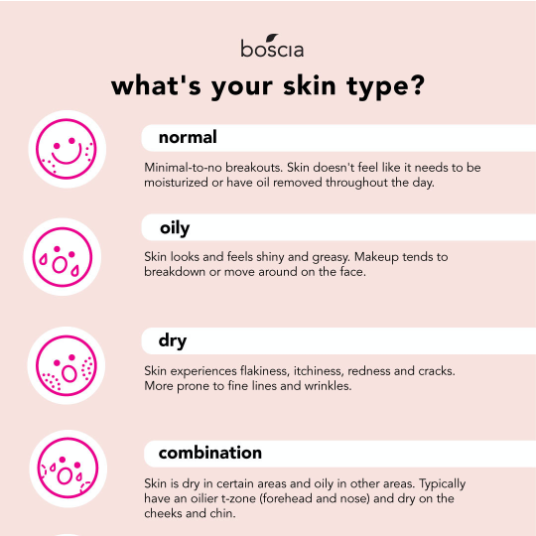 boscia
what's your skin type?
normal
Minimal-to-no breakouts. Skin doesn't feel like it needs to be
moisturized or have oil removed throughout the day.
oily
Skin looks and feels shiny and greasy. Makeup tends to
breakdown or move around on the face.
dry
Skin experiences flakiness, itchiness, redness and cracks.
More prone to fine lines and wrinkles.
combination
Skin is dry in certain areas and oily in other areas. Typically
have an oilier t-zone (forehead and nose) and dry on the
cheeks and chin.